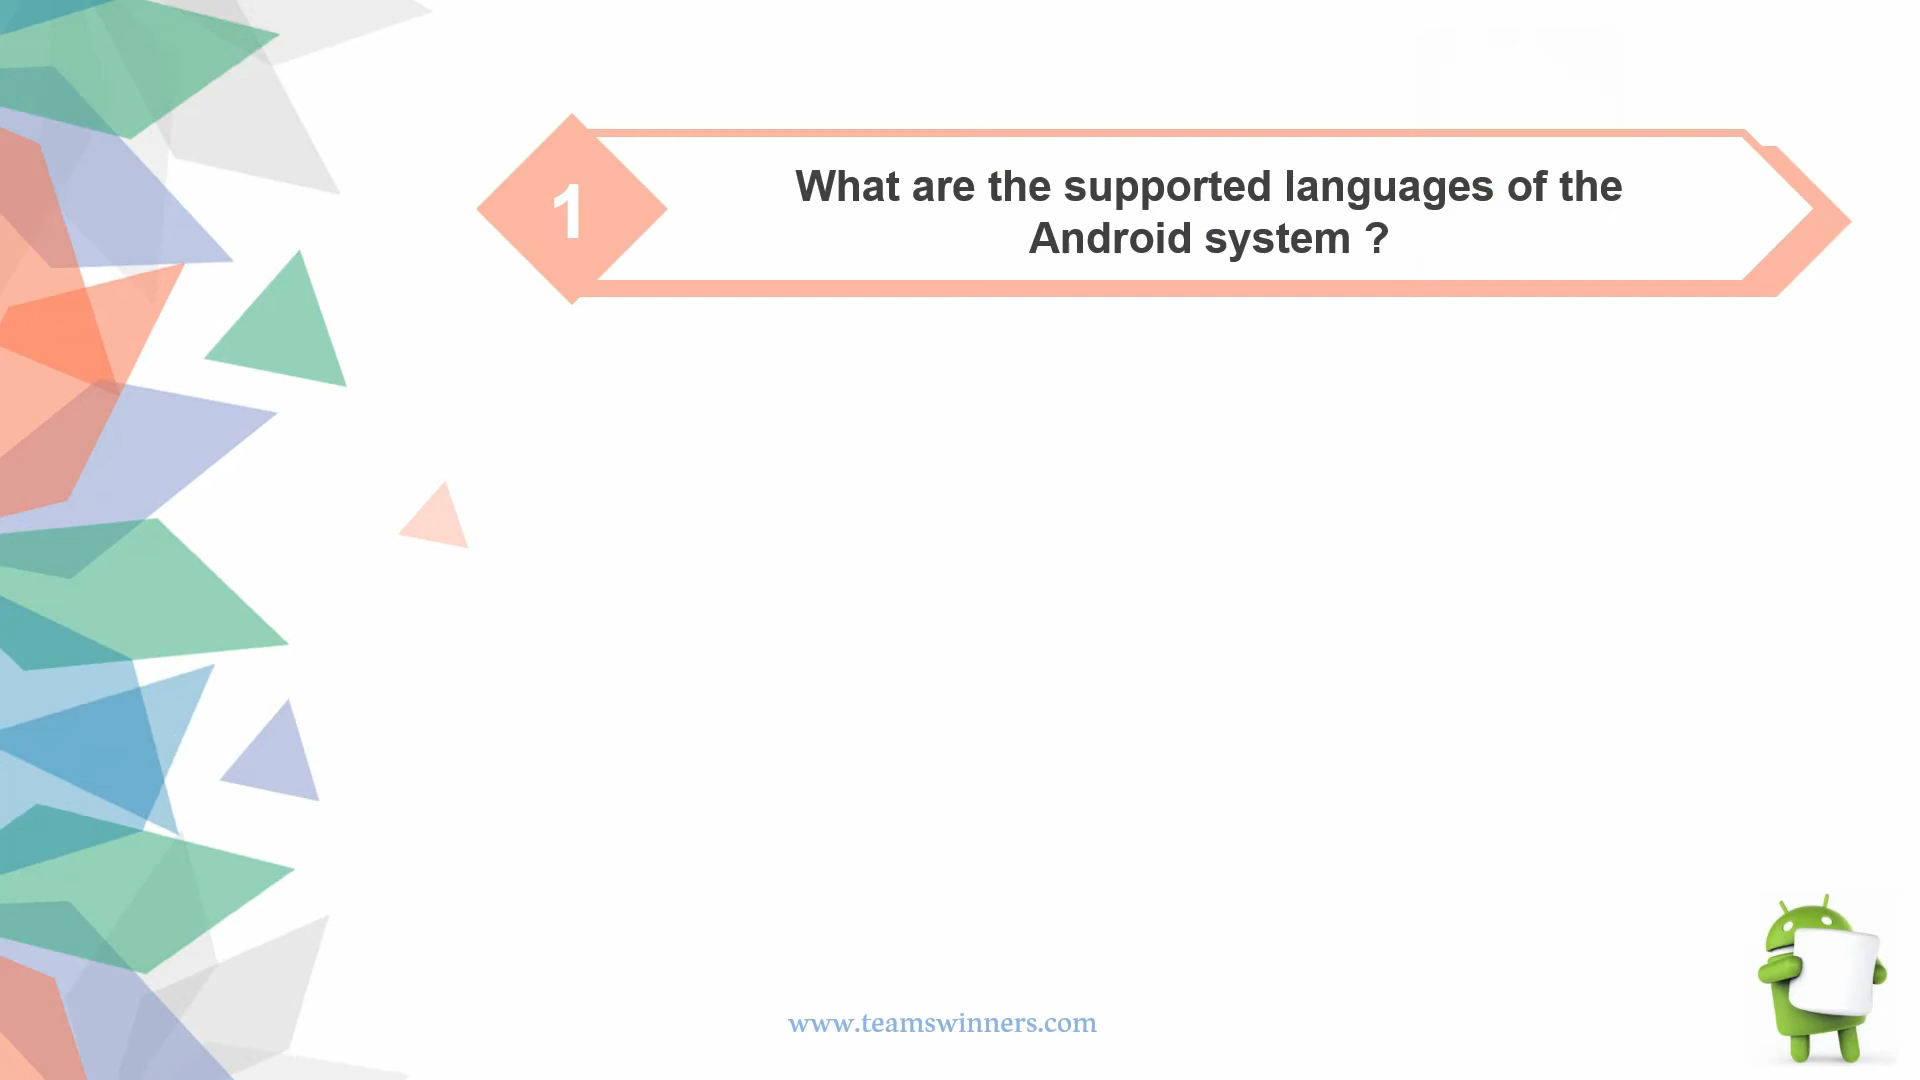 1
What are the supported languages of the
Android system ?
www.teamswinners.com